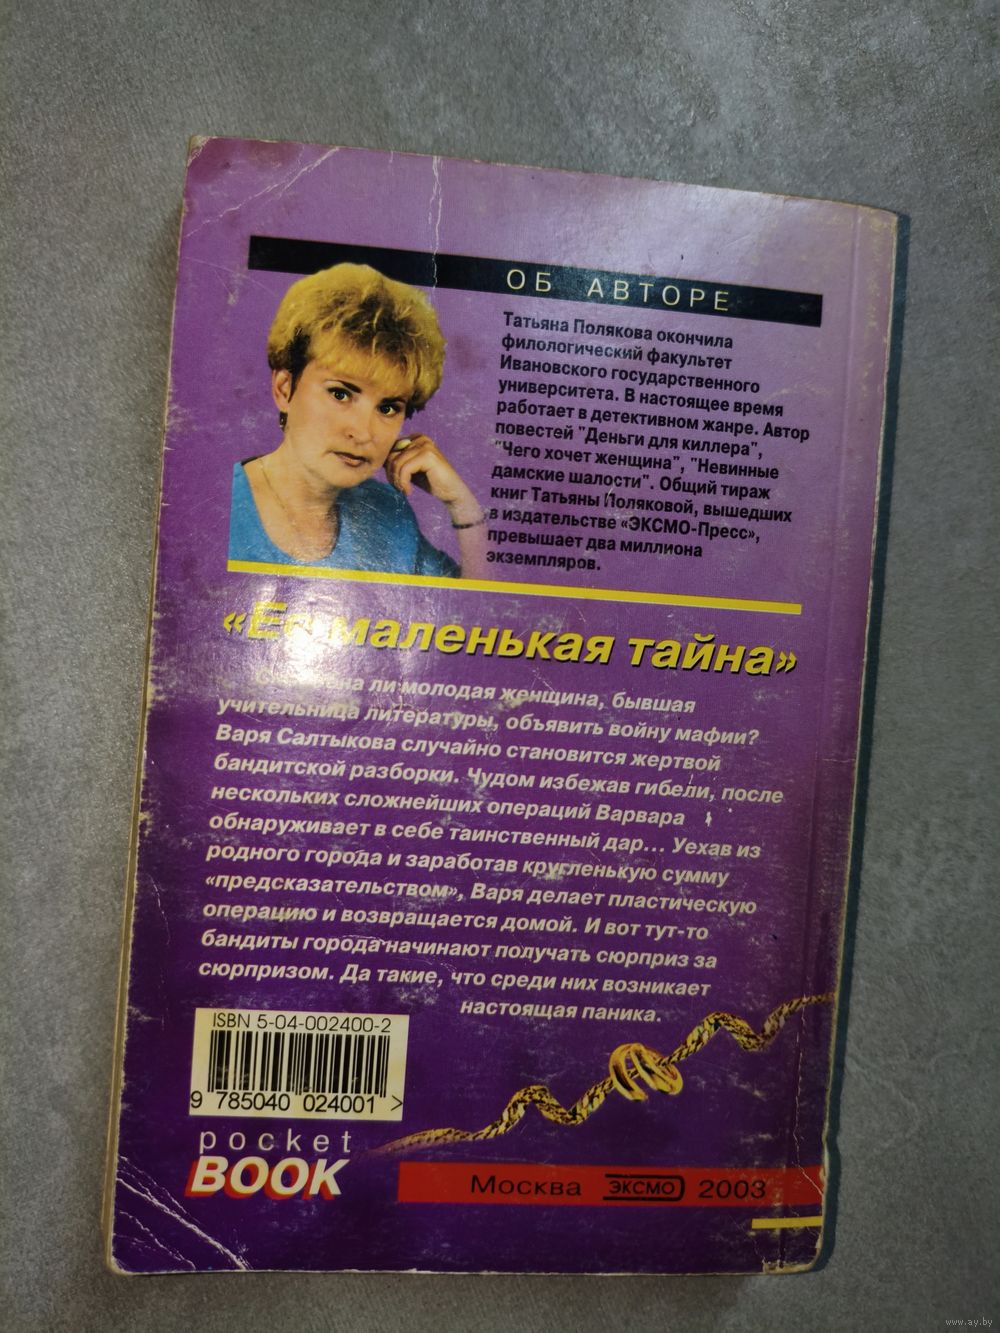 ОБ АВТОРЕ
Татьяна Полякова окончила
филологический факультет
Ивановского государственного
университета. В настоящее время
работает в детективном жанре. Автор
повестей "Деньги для киллера",
"Чего хочет женщина", "Невинные
дамские шалости". Общий тираж
книг Татьяны Поляковой, вышедших
в издательстве «ЭКСМО-Пресс»,
превышает два миллиона
экземпляров.
«Ее маленькая тайна»
ли молодая женщина, бывшая
учительница литературы, объявить войну мафии?
Варя Салтыкова случайно становится жертвой
бандитской разборки. Чудом избежав гибели, после
нескольких сложнейших операций Варвара
обнаруживает в себе таинственный дар... Уехав из
родного города и заработав кругленькую сумму
«предсказательством», Варя делает пластическую
операцию и возвращается домой. И вот тут-то
бандиты города начинают получать сюрприз за
сюрпризом. Да такие, что среди них возникает
настоящая паника.
ISBN 5-04-002400-2
9 785040 024001 >
pocket
BOOK
Москва ЭКСМО 2003
www.ay.by